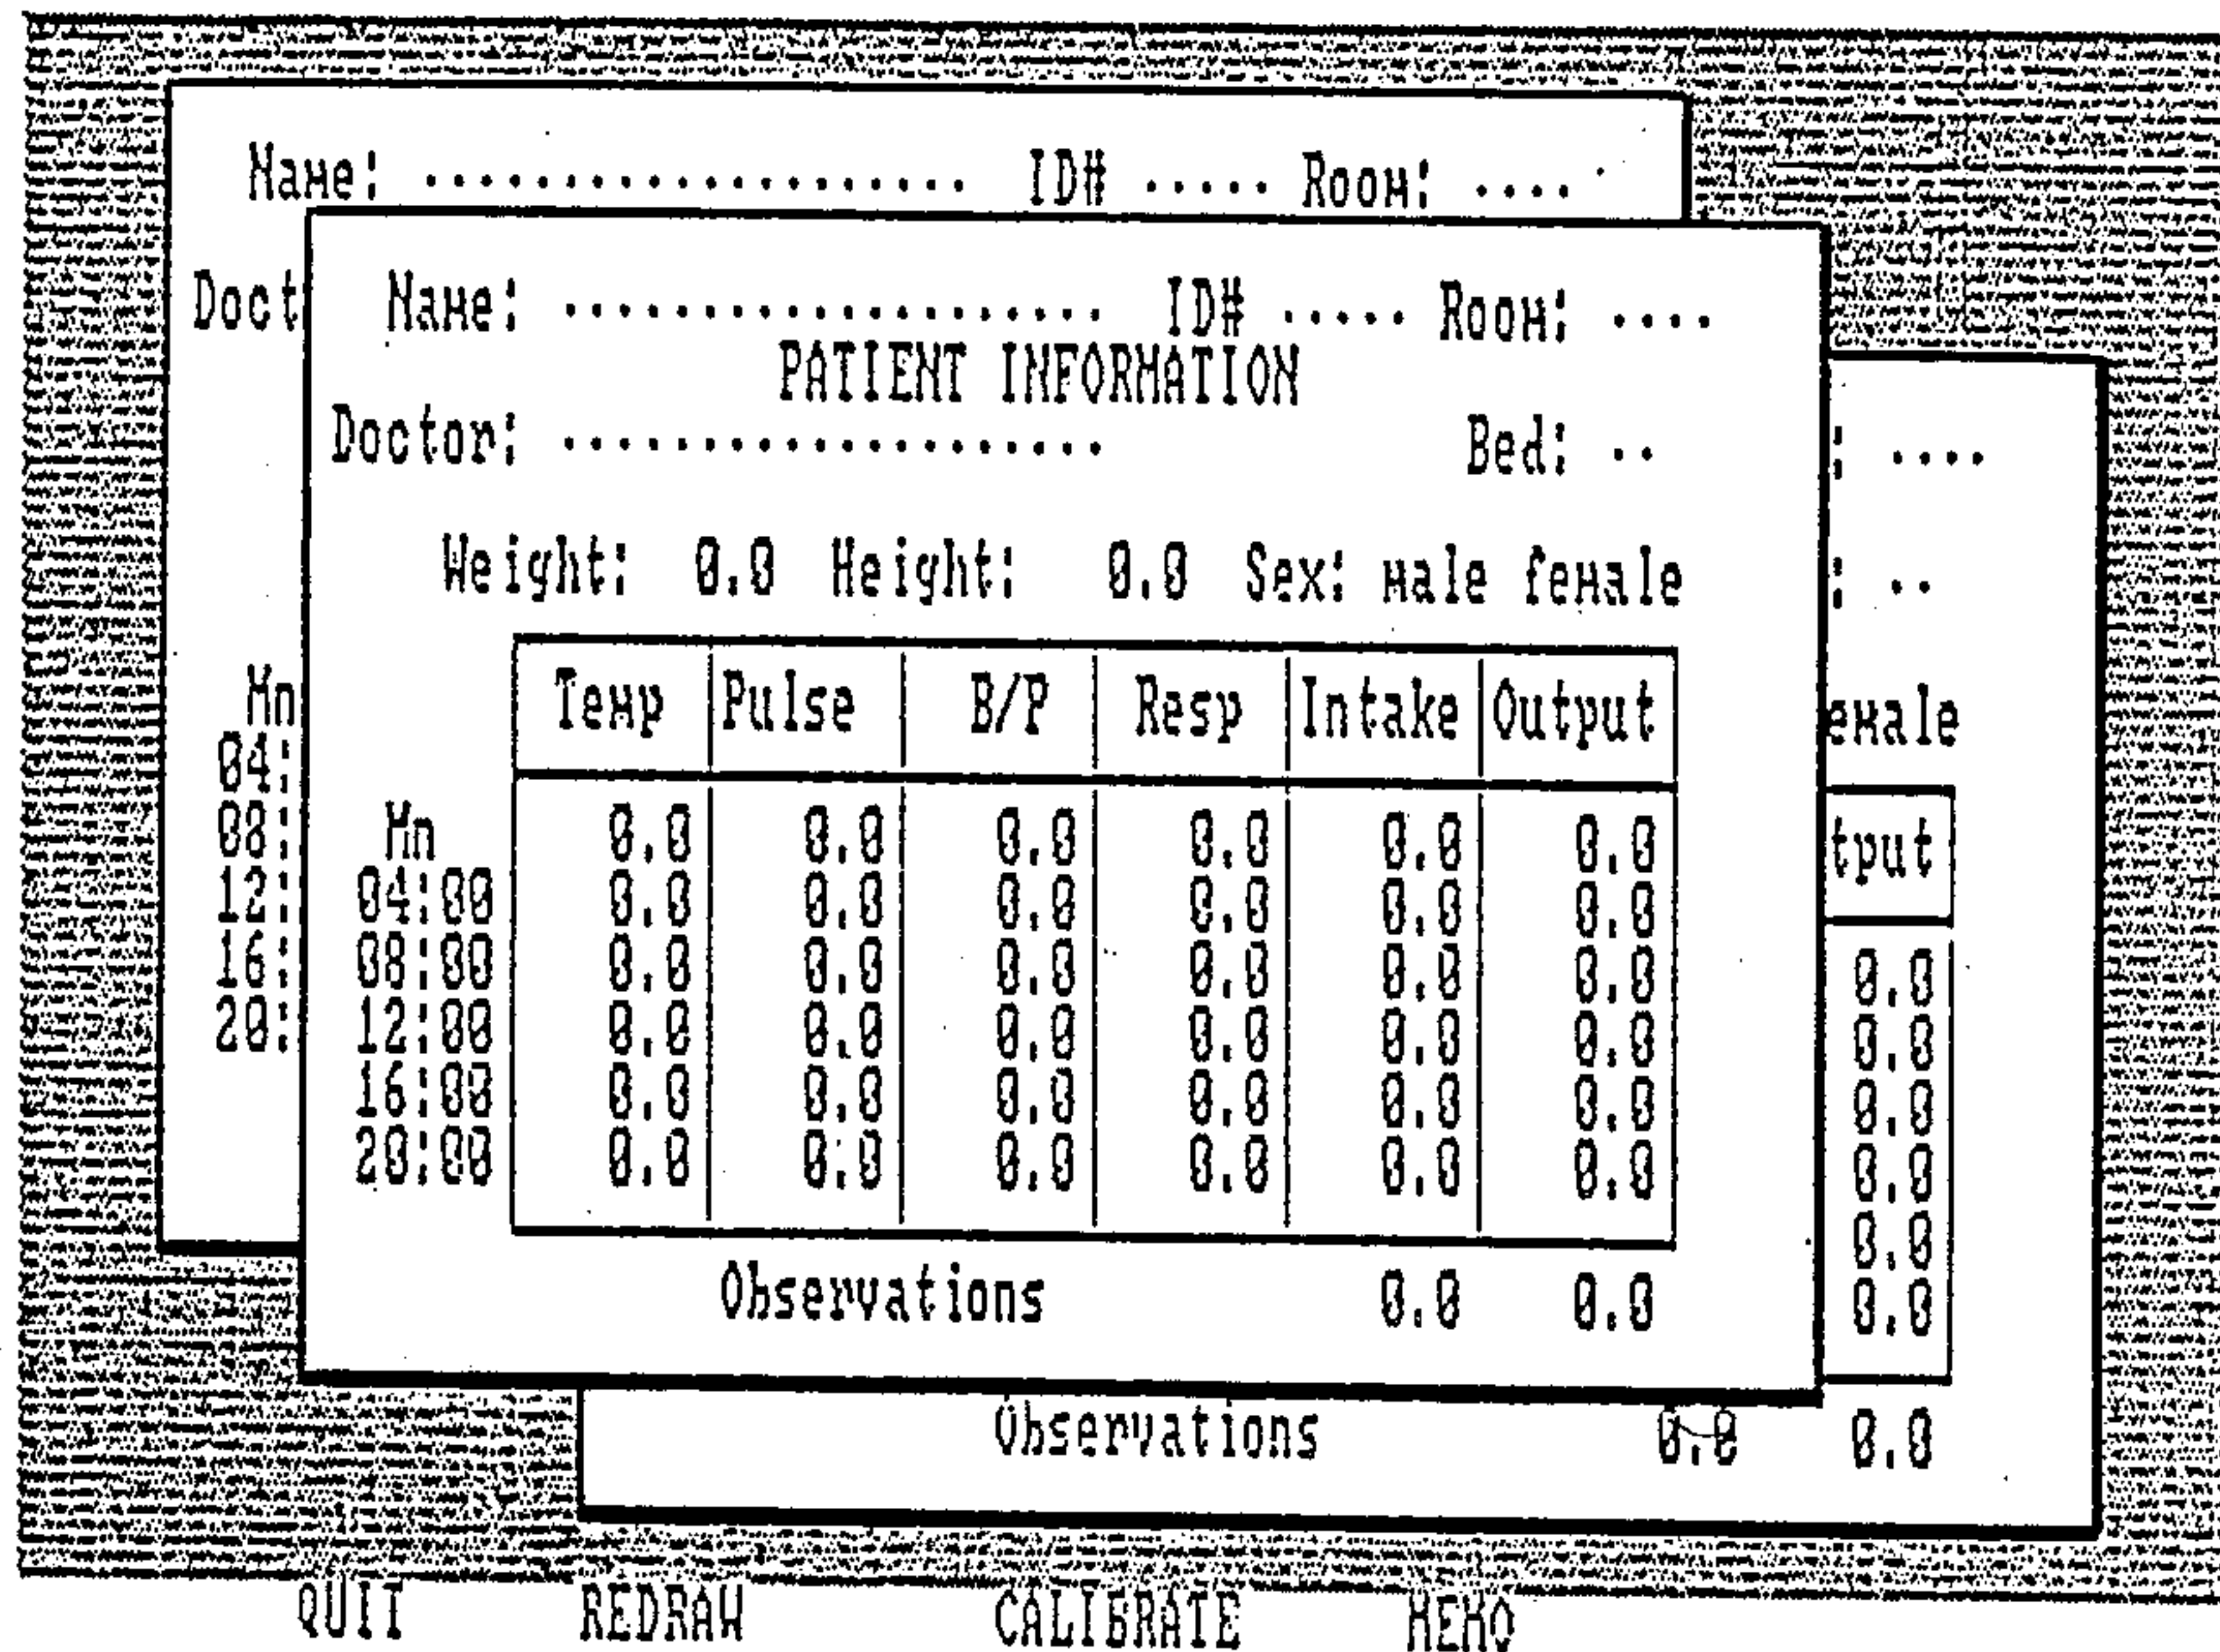 Name: .................... ID# ..... Room: ....
Doct
Name: .................... ID# ..... Room: ....
PATIENT INFORMATION
Doctor: .................... Bed: ..
: ....
Weight: 0.0 Height: 0.0 Sex: male female
: ..
Mn
04:
08:
12:
16:
20:
Temp Pulse B/P Resp Intake Output
Mn 0.0 0.0 0.0 0.0 0.0 0.0
04:00 0.0 0.0 0.0 0.0 0.0 0.0
08:00 0.0 0.0 0.0 0.0 0.0 0.0
12:00 0.0 0.0 0.0 0.0 0.0 0.0
16:00 0.0 0.0 0.0 0.0 0.0 0.0
20:00 0.0 0.0 0.0 0.0 0.0 0.0
Observations 0.0 0.0
emale
tput
0.0
0.0
0.0
0.0
0.0
0.0
Observations 0.0 0.0
QUIT REDRAW CALIBRATE MEMO